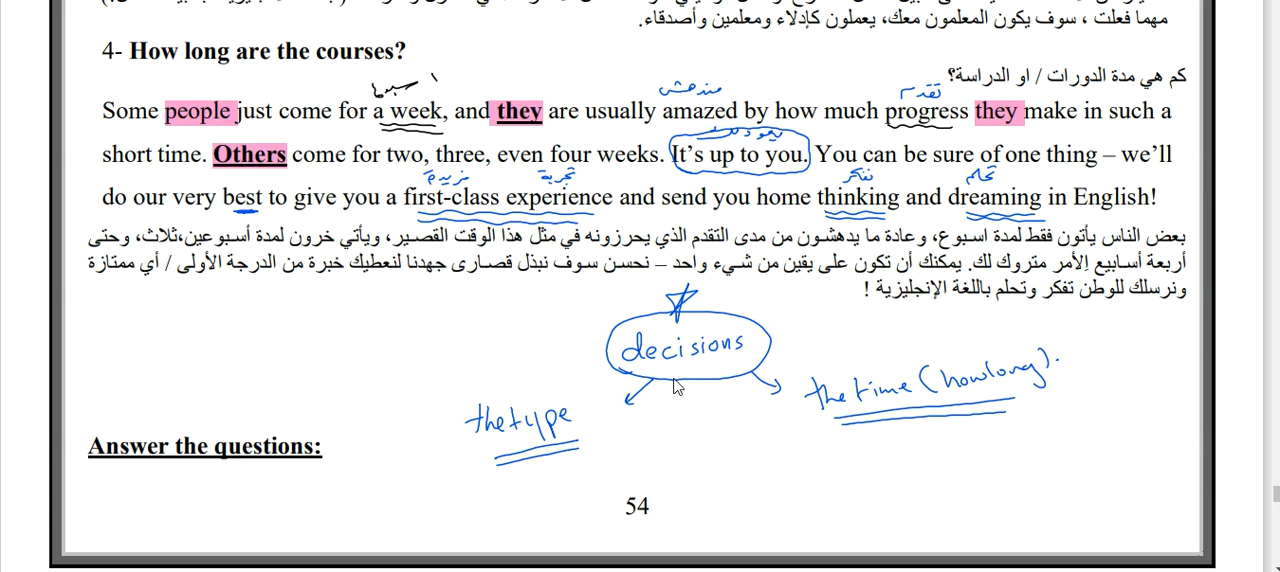 مهما فعلت ، سوف يكون المعلمون معك، يعملون كإدلاء ومعلمين وأصدقاء.
4- How long are the courses?
كم هي مدة الدورات / او الدراسة؟
مندهش تقدم
Some people just come for a week, and they are usually amazed by how much progress they make in such a
short time. Others come for two, three, even four weeks. It's up to you. You can be sure of one thing – we'll
تجربة نفكر تحلم
do our very best to give you a first-class experience and send you home thinking and dreaming in English!
بعض الناس يأتون فقط لمدة اسبوع، وعادة ما يدهشون من مدى التقدم الذي يحرزونه في مثل هذا الوقت القصير، ويأتي خرون لمدة أسبوعين،ثلاث، وحتى
أربعة أسابيع الأمر متروك لك. يمكنك أن تكون على يقين من شيء واحد – نحسن سوف نبذل قصارى جهدنا لنعطيك خبرة من الدرجة الأولى / أي ممتازة
ونرسلك للوطن تفكر وتحلم باللغة الإنجليزية !
decisions
the time (how long).
the type
Answer the questions:
54